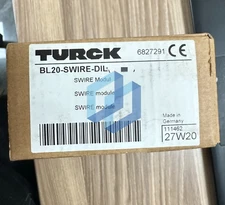 TURCK
6827291 CE
BL20-SWIRE-DIL
SWIRE Modul
SWIRE module
SWIRE module
Made in
Germany
111462
27W20